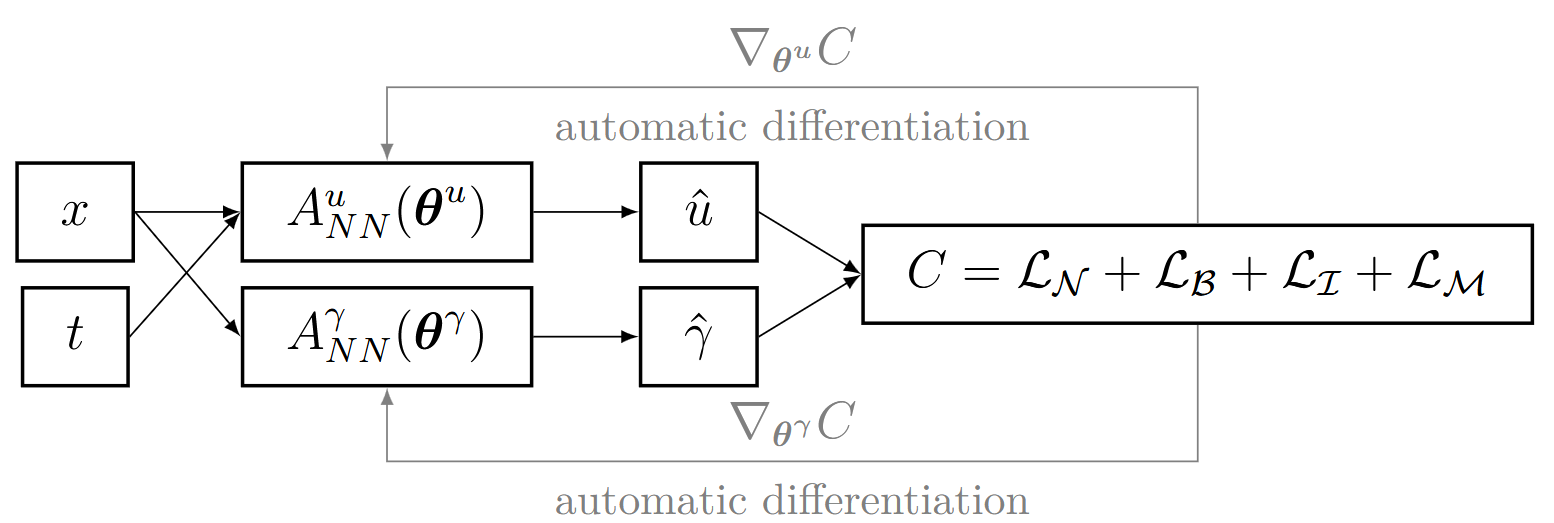 ∇_{θ^u} C
automatic differentiation
x
A^u_{NN}(θ^u)
û
t
A^γ_{NN}(θ^γ)
γ̂
C = ℒ_𝒩 + ℒ_ℬ + ℒ_ℐ + ℒ_ℳ
∇_{θ^γ} C
automatic differentiation